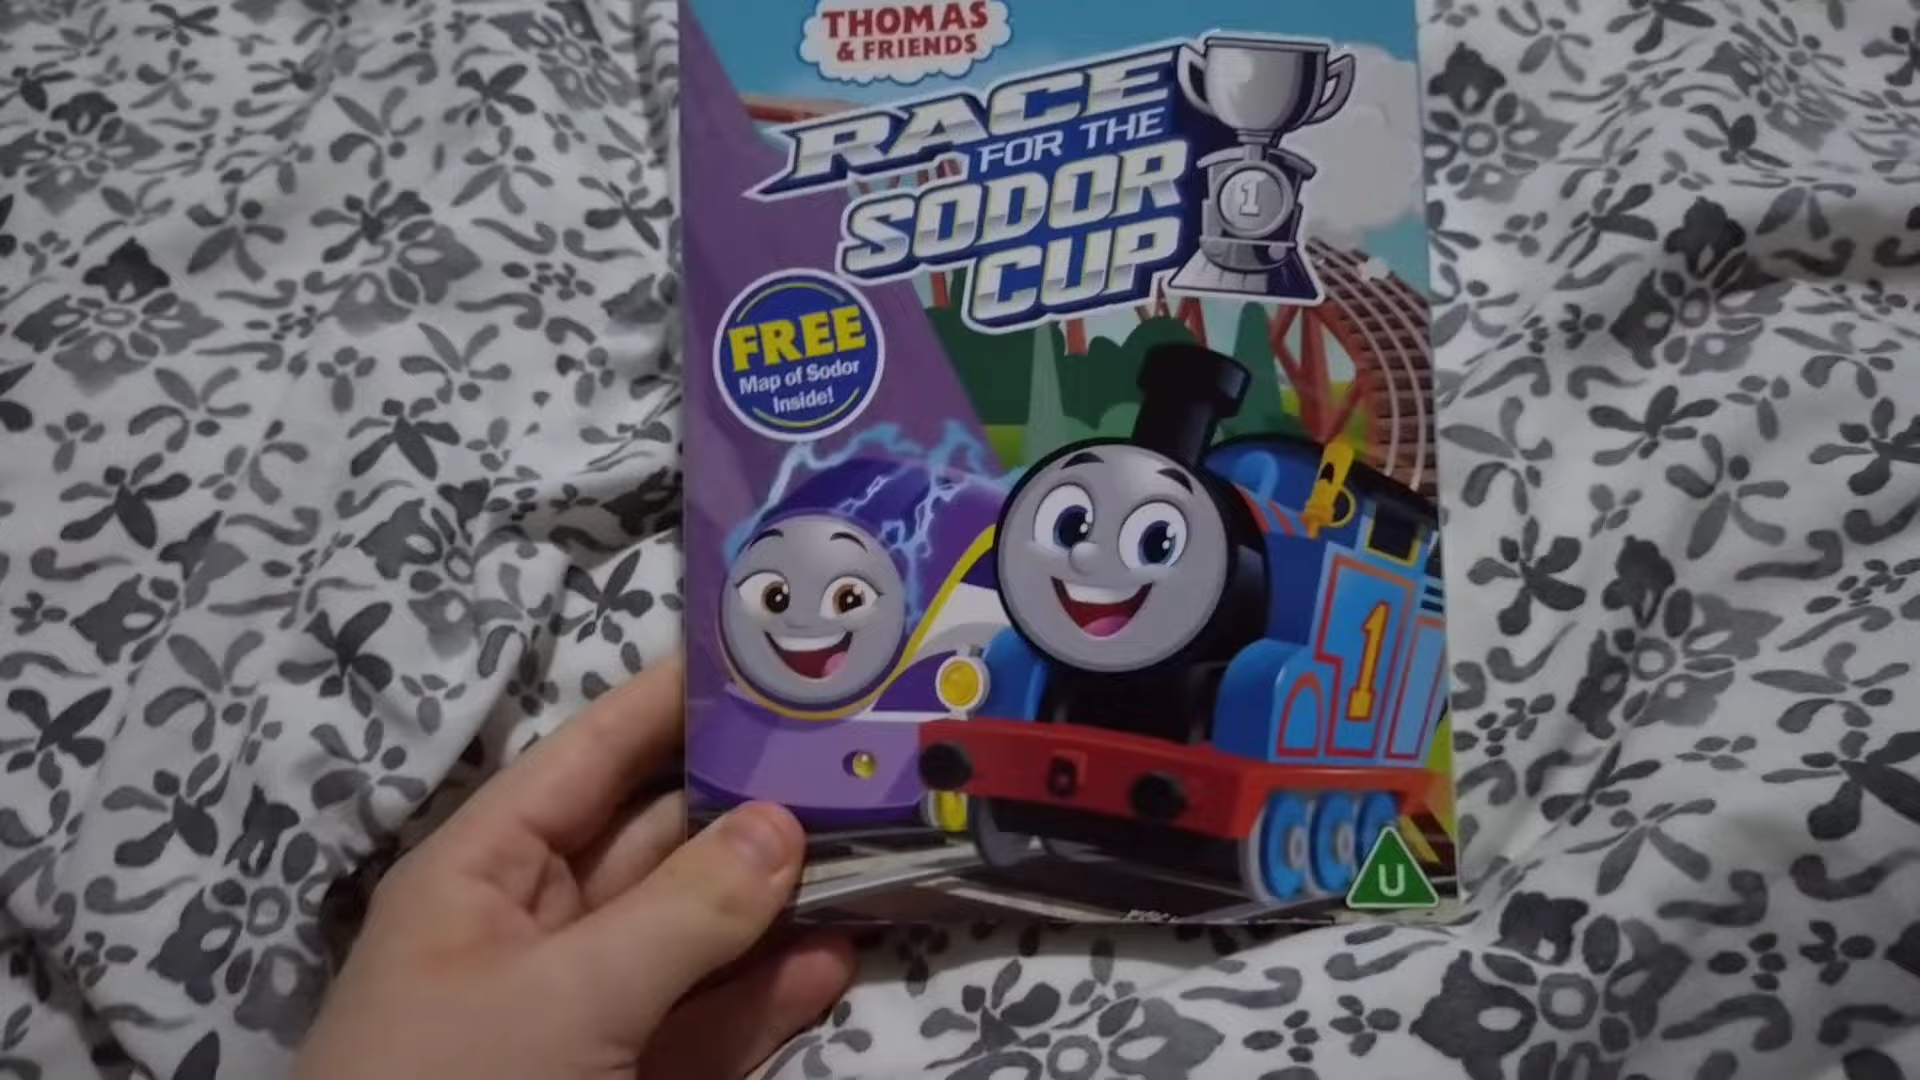 THOMAS
& FRIENDS
RACE
FOR THE
SODOR
CUP
1
FREE
Map of Sodor
Inside!
1
U